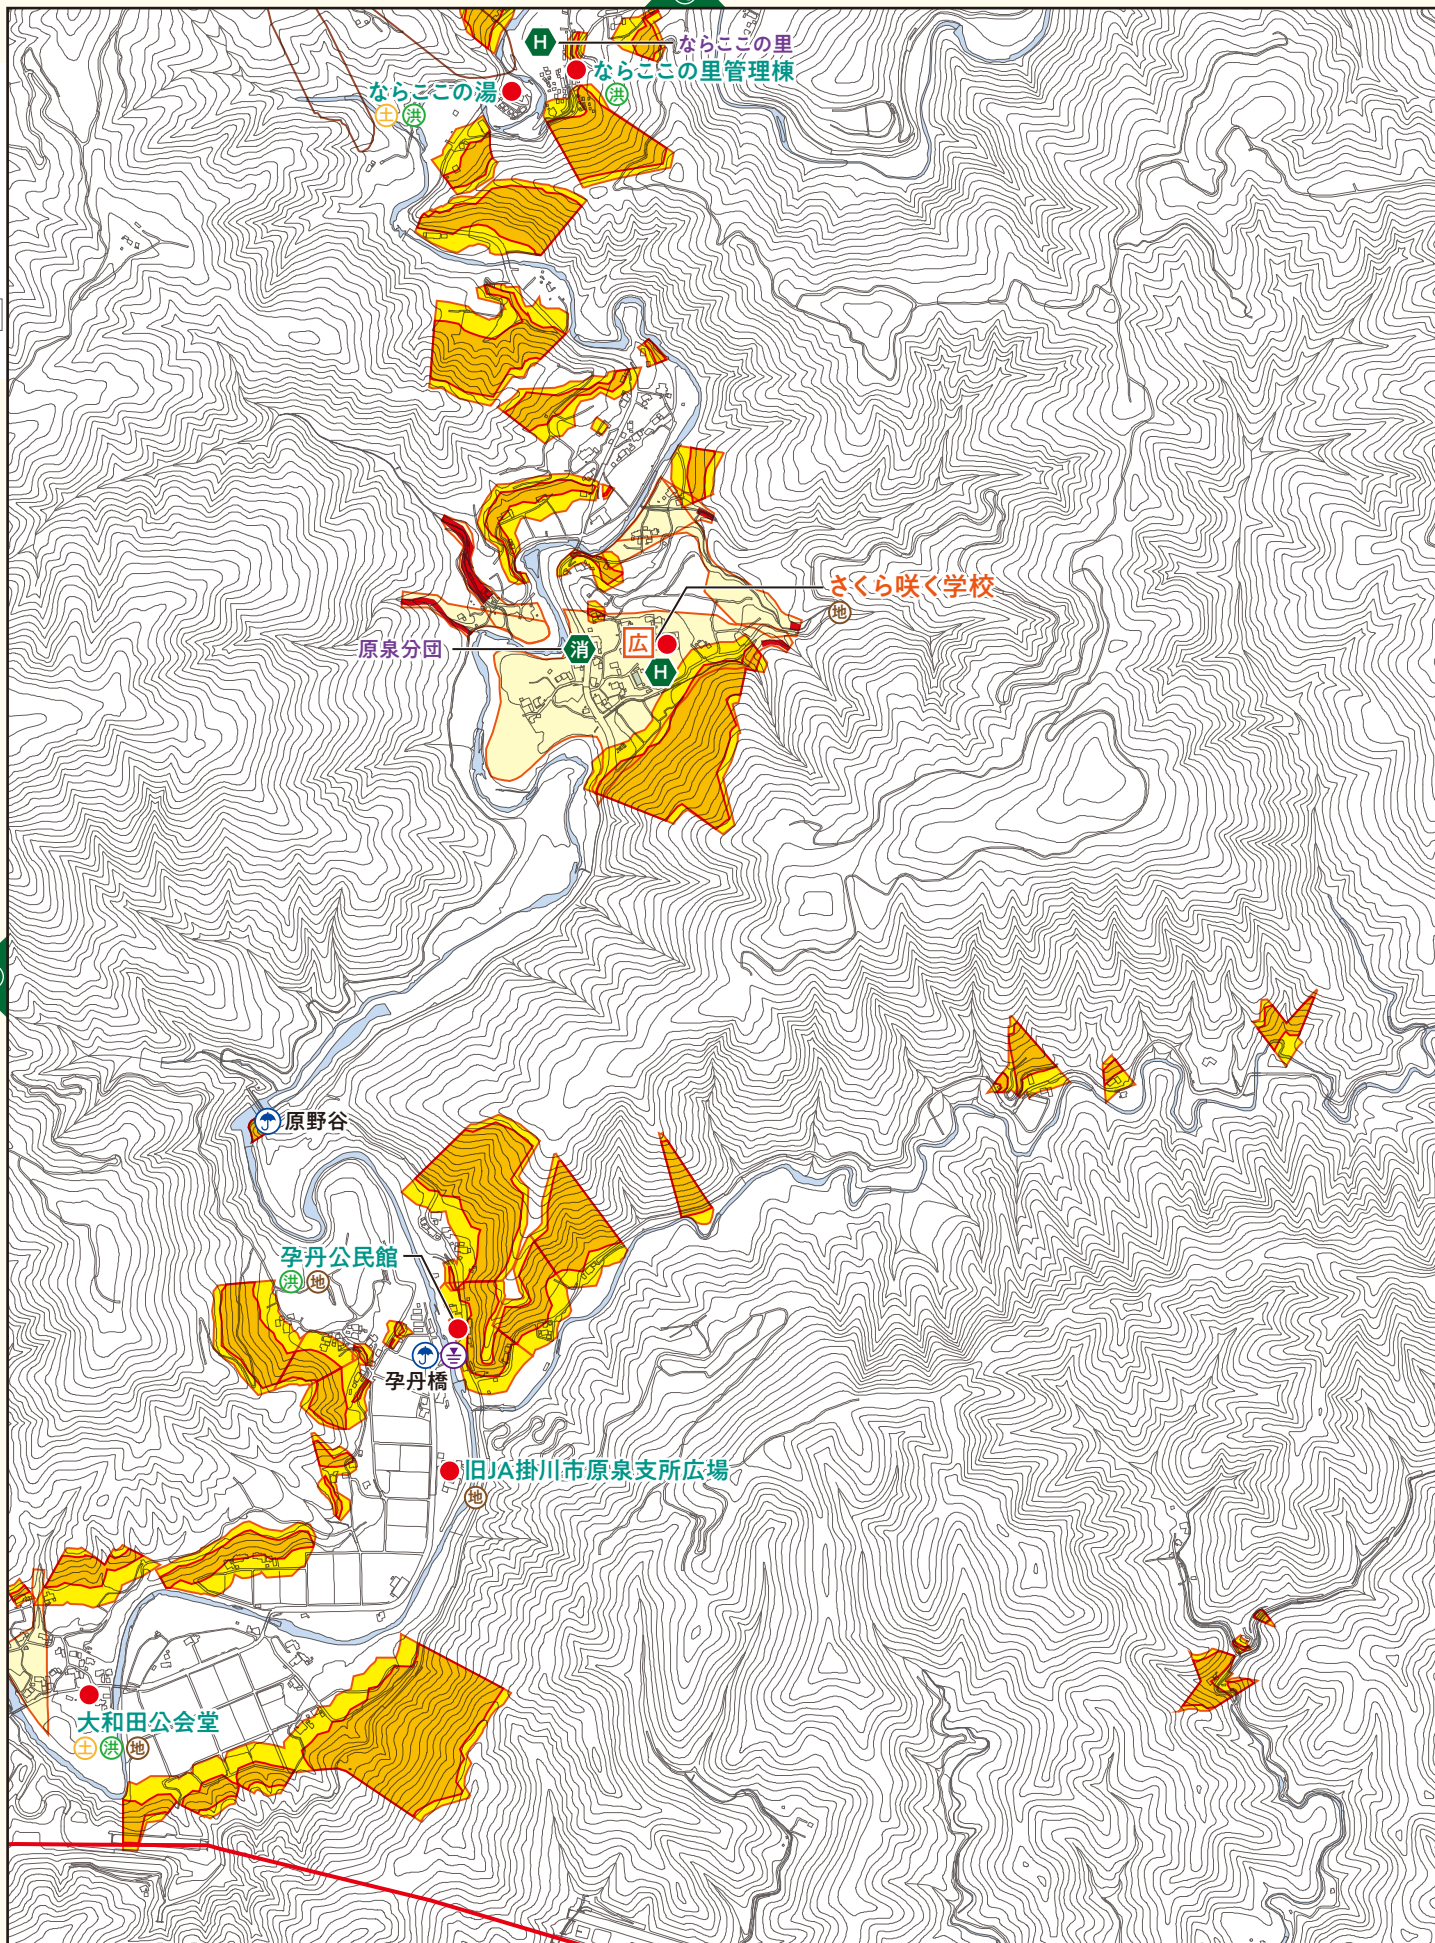 H
ならここの里
ならここの里管理棟
洪
ならここの湯
土 洪
さくら咲く学校
地
原泉分団
消
広
H
原野谷
孕丹公民館
洪 地
孕丹橋
旧JA掛川市原泉支所広場
地
大和田公会堂
土 洪 地